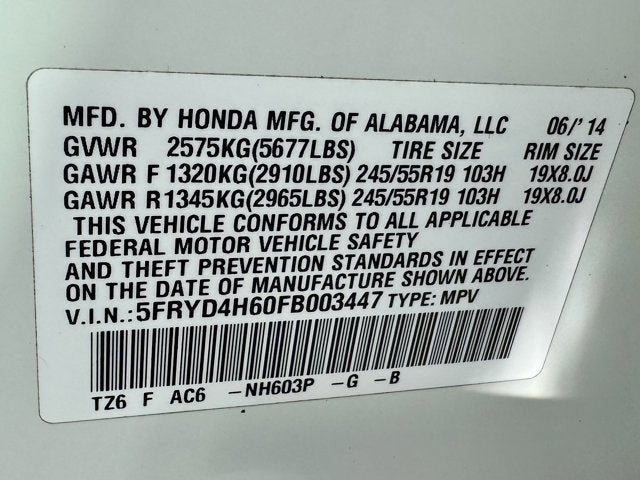 MFD. BY HONDA MFG. OF ALABAMA, LLC 06/'14
GVWR 2575KG(5677LBS) TIRE SIZE RIM SIZE
GAWR F 1320KG(2910LBS) 245/55R19 103H 19X8.0J
GAWR R1345KG(2965LBS) 245/55R19 103H 19X8.0J
THIS VEHICLE CONFORMS TO ALL APPLICABLE
FEDERAL MOTOR VEHICLE SAFETY
AND THEFT PREVENTION STANDARDS IN EFFECT
ON THE DATE OF MANUFACTURE SHOWN ABOVE.
V.I.N.:5FRYD4H60FB003447 TYPE: MPV
TZ6 F AC6 -NH603P -G -B